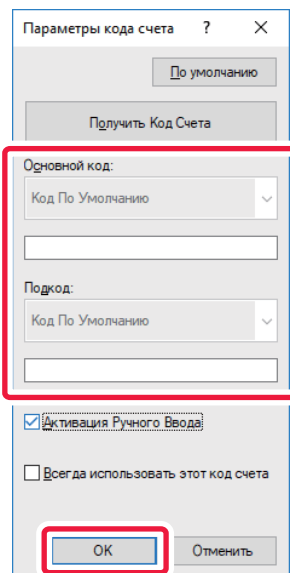 Параметры кода счета ? ×
По умолчанию
Получить Код Счета
Основной код:
Код По Умолчанию
Подкод:
Код По Умолчанию
Активация Ручного Ввода
Всегда использовать этот код счета
OK Отменить